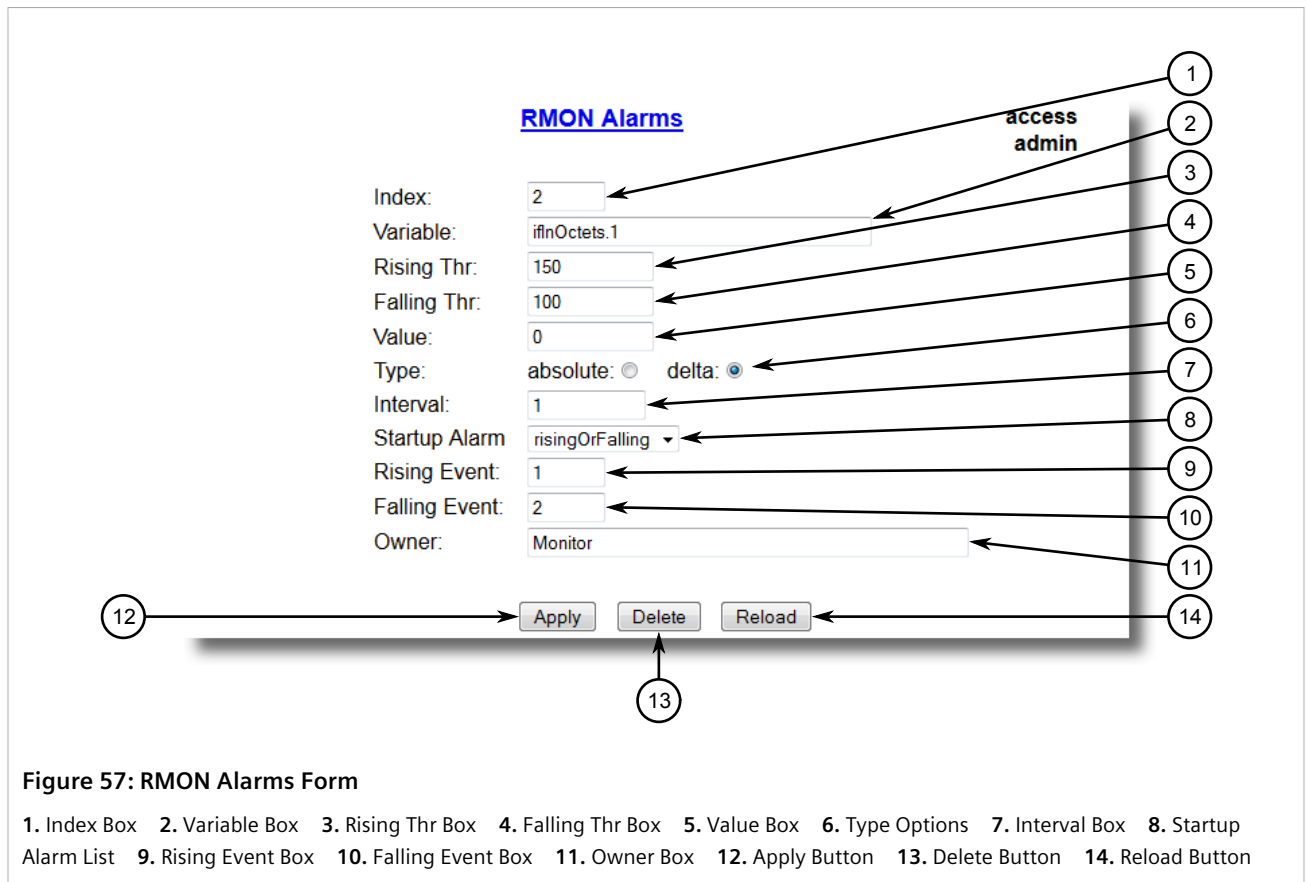 1
RMON Alarms
access
admin
2
3
Index: 2
4
Variable: ifInOctets.1
Rising Thr: 150
5
Falling Thr: 100
Value: 0
6
Type: absolute: delta:
7
Interval: 1
8
Startup Alarm risingOrFalling
9
Rising Event: 1
10
Falling Event: 2
11
Owner: Monitor
12
Apply Delete Reload
14
13
Figure 57: RMON Alarms Form
1. Index Box 2. Variable Box 3. Rising Thr Box 4. Falling Thr Box 5. Value Box 6. Type Options 7. Interval Box 8. Startup
Alarm List 9. Rising Event Box 10. Falling Event Box 11. Owner Box 12. Apply Button 13. Delete Button 14. Reload Button